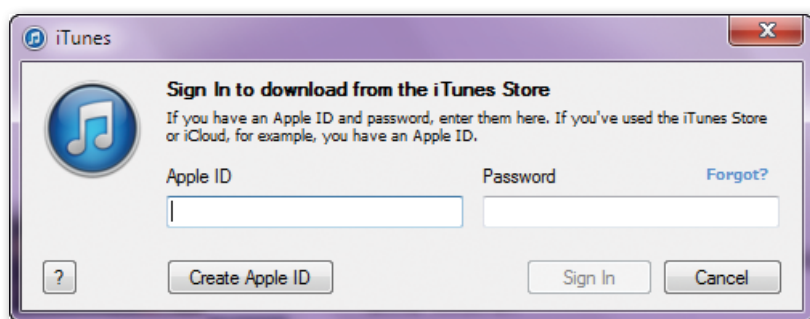 iTunes
Sign In to download from the iTunes Store
If you have an Apple ID and password, enter them here. If you've used the iTunes Store
or iCloud, for example, you have an Apple ID.
Apple ID
Password
Forgot?
?
Create Apple ID
Sign In
Cancel